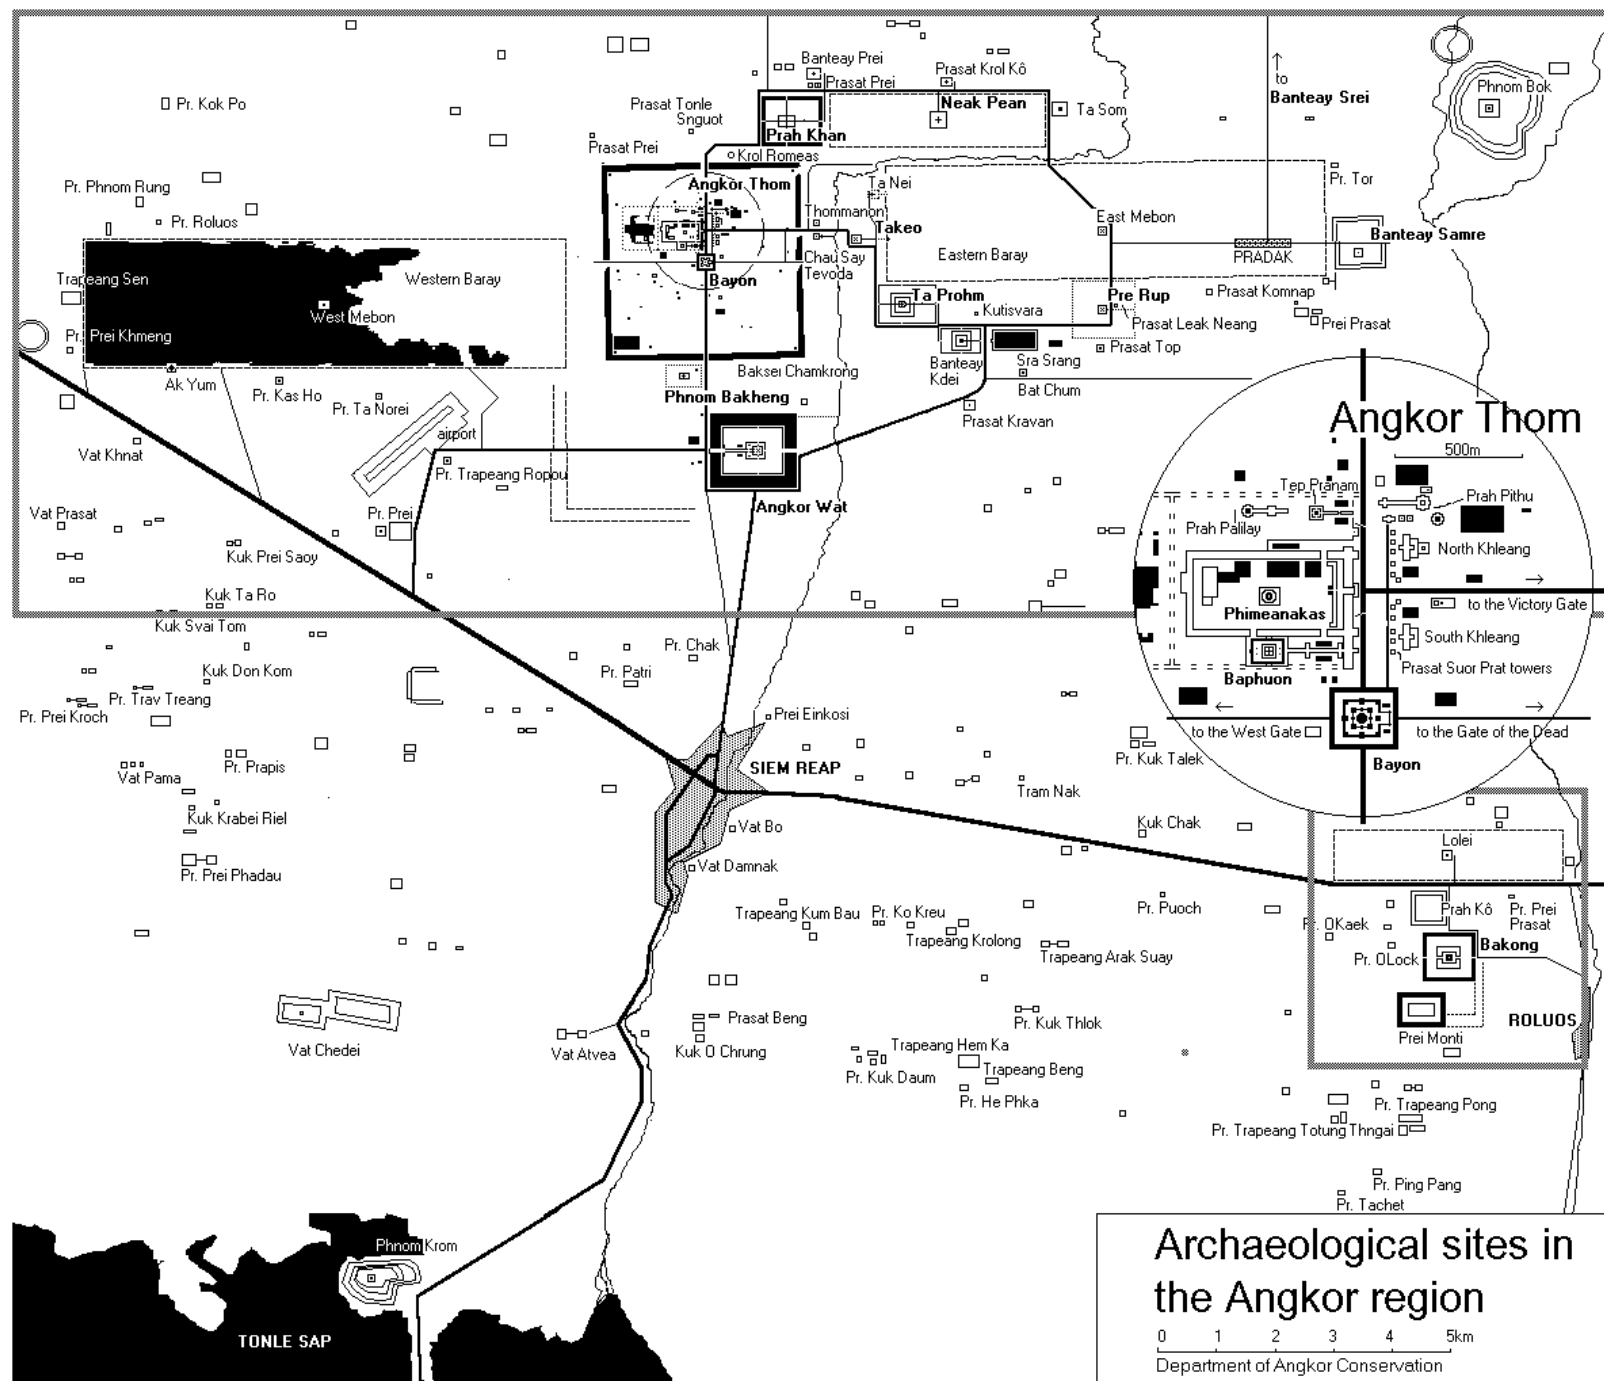 Banteay Prei
Prasat Prei
Prasat Krol Kô
to
Banteay Srei
Phnom Bok
Pr. Kok Po
Prasat Tonle
Snguot
Neak Pean
Ta Som
Prah Khan
Prasat Prei
Krol Romeas
Pr. Phnom Rung
Angkor Thom
Ta Nei
Pr. Tor
Pr. Roluos
Thommanon
Takeo
East Mebon
Banteay Samre
Chau Say
Tevoda
Eastern Baray
PRADAK
Trapeang Sen
Western Baray
Bayon
Ta Prohm
Pre Rup
Prasat Komnap
West Mebon
Kutisvara
Prasat Leak Neang
Prei Prasat
Pr. Prei Khmeng
Prasat Top
Banteay
Kdei
Sra Srang
Baksei Chamkrong
Ak Yum
Pr. Kas Ho
Bat Chum
Phnom Bakheng
Pr. Ta Norei
Prasat Kravan
airport
Angkor Thom
500m
Vat Khnat
Pr. Trapeang Ropou
Tep Pranam
Prah Pithu
Vat Prasat
Pr. Prei
Angkor Wat
Prah Palilay
Kuk Prei Saoy
North Khleang
Kuk Ta Ro
to the Victory Gate
Phimeanakas
Kuk Svai Tom
South Khleang
Pr. Chak
Kuk Don Kom
Pr. Patri
Prasat Suor Prat towers
Baphuon
Pr. Trav Treang
Pr. Prei Kroch
Prei Einkosi
to the West Gate
to the Gate of the Dead
Pr. Kuk Talek
Pr. Prapis
SIEM REAP
Bayon
Vat Pama
Tram Nak
Kuk Krabei Riel
Vat Bo
Kuk Chak
Lolei
Vat Damnak
Pr. Prei Phadau
Trapeang Kum Bau
Pr. Ko Kreu
Pr. Puoch
Prah Kô
Pr. Prei
Prasat
Pr. OKaek
Trapeang Krolong
Bakong
Trapeang Arak Suay
Pr. OLock
Prasat Beng
Pr. Kuk Thlok
ROLUOS
Prei Monti
Vat Chedei
Vat Atvea
Kuk O Chrung
Trapeang Hem Ka
Trapeang Beng
Pr. Kuk Daum
Pr. He Phka
Pr. Trapeang Pong
Pr. Trapeang Totung Thngai
Pr. Ping Pang
Pr. Tachet
Phnom Krom
TONLE SAP
Archaeological sites in
the Angkor region
0 1 2 3 4 5km
Department of Angkor Conservation